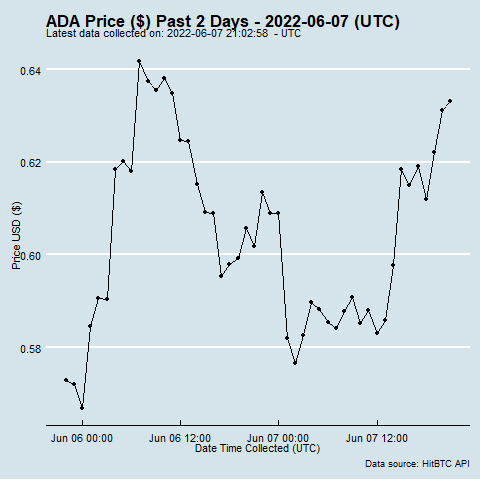 ADA Price ($) Past 2 Days - 2022-06-07 (UTC)
Latest data collected on: 2022-06-07 21:02:58 - UTC
0.64
0.62
0.60
0.58
Price USD ($)
Jun 06 00:00 Jun 06 12:00 Jun 07 00:00 Jun 07 12:00
Date Time Collected (UTC)
Data source: HitBTC API